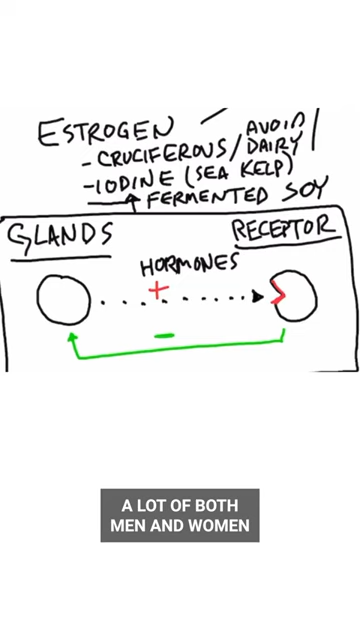 ESTROGEN
AVOID /
- CRUCIFEROUS / DAIRY
- IODINE (SEA KELP)
FERMENTED SOY
GLANDS
RECEPTOR
HORMONES
+
-
A LOT OF BOTH
MEN AND WOMEN